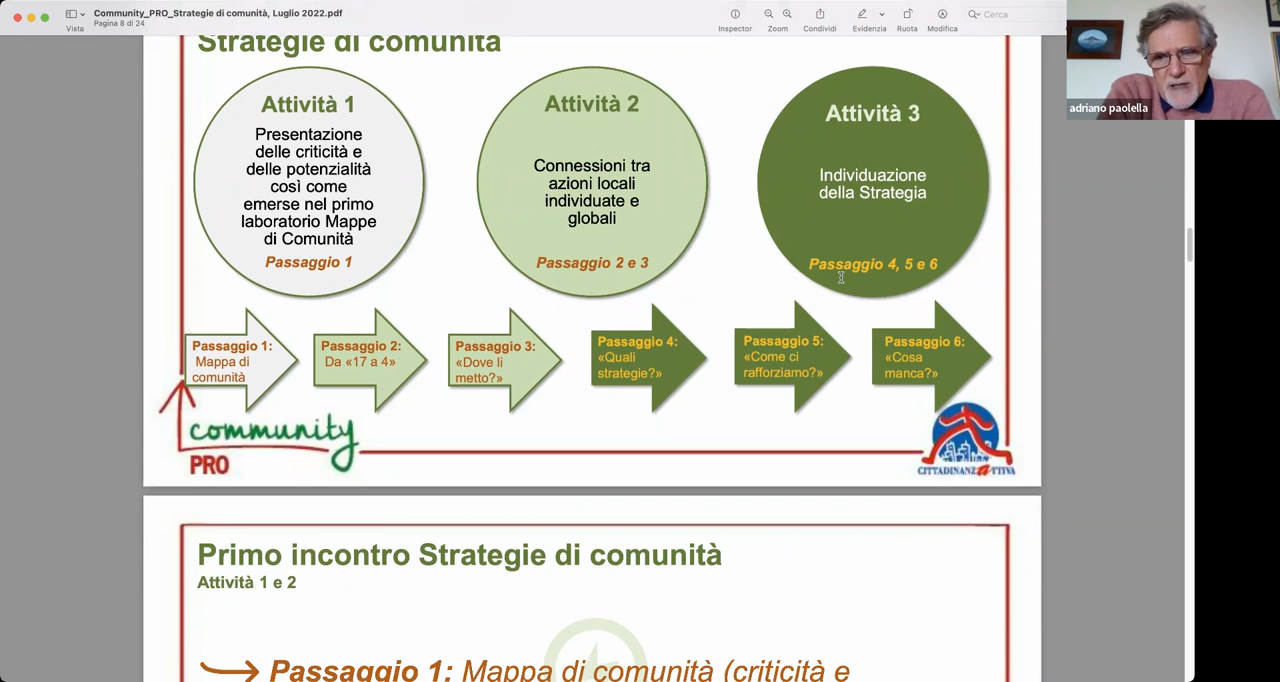 Community_PRO_Strategie di comunità, Luglio 2022.pdf
Pagina 8 di 24
Vista
Inspector
Zoom
Condividi
Evidenzia
Ruota
Modifica
Cerca
adriano paolella
Strategie di comunità
Attività 1
Presentazione
delle criticità e
delle potenzialità
così come
emerse nel primo
laboratorio Mappe
di Comunità
Passaggio 1
Attività 2
Connessioni tra
azioni locali
individuate e
globali
Passaggio 2 e 3
Attività 3
Individuazione
della Strategia
Passaggio 4, 5 e 6
Passaggio 1:
Mappa di
comunità
Passaggio 2:
Da «17 a 4»
Passaggio 3:
«Dove li
metto?»
Passaggio 4:
«Quali
strategie?»
Passaggio 5:
«Come ci
rafforziamo?»
Passaggio 6:
«Cosa
manca?»
community
PRO
CITTADINANZATTIVA
Primo incontro Strategie di comunità
Attività 1 e 2
Passaggio 1: Mappa di comunità (criticità e